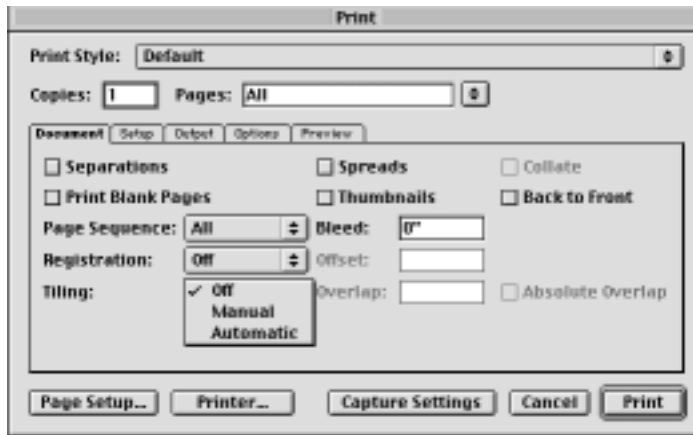 Print
Print Style: Default
Copies: 1 Pages: All
Document Setup Output Options Preview
Separations Spreads Collate
Print Blank Pages Thumbnails Back to Front
Page Sequence: All Bleed: 0"
Registration: Off Offset:
Tiling: ✓ Off Overlap: Absolute Overlap
Manual
Automatic
Page Setup... Printer... Capture Settings Cancel Print